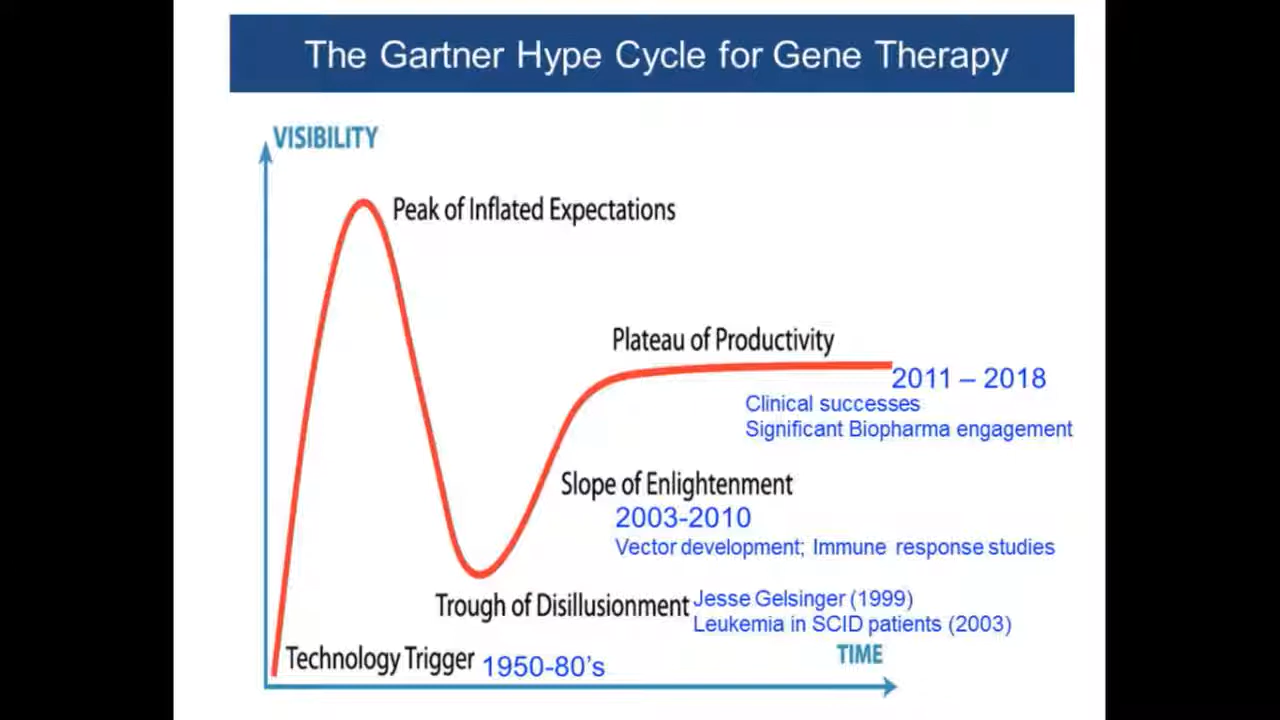 The Gartner Hype Cycle for Gene Therapy
VISIBILITY
Peak of Inflated Expectations
Plateau of Productivity
2011 – 2018
Clinical successes
Significant Biopharma engagement
Slope of Enlightenment
2003-2010
Vector development; Immune response studies
Trough of Disillusionment
Jesse Gelsinger (1999)
Leukemia in SCID patients (2003)
TIME
Technology Trigger 1950-80’s